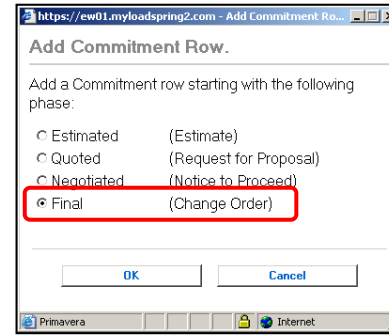 https://ew01.myloadspring2.com - Add Commitment Ro...
Add Commitment Row.
Add a Commitment row starting with the following
phase:
Estimated (Estimate)
Quoted (Request for Proposal)
Negotiated (Notice to Proceed)
Final (Change Order)
OK Cancel
Primavera Internet